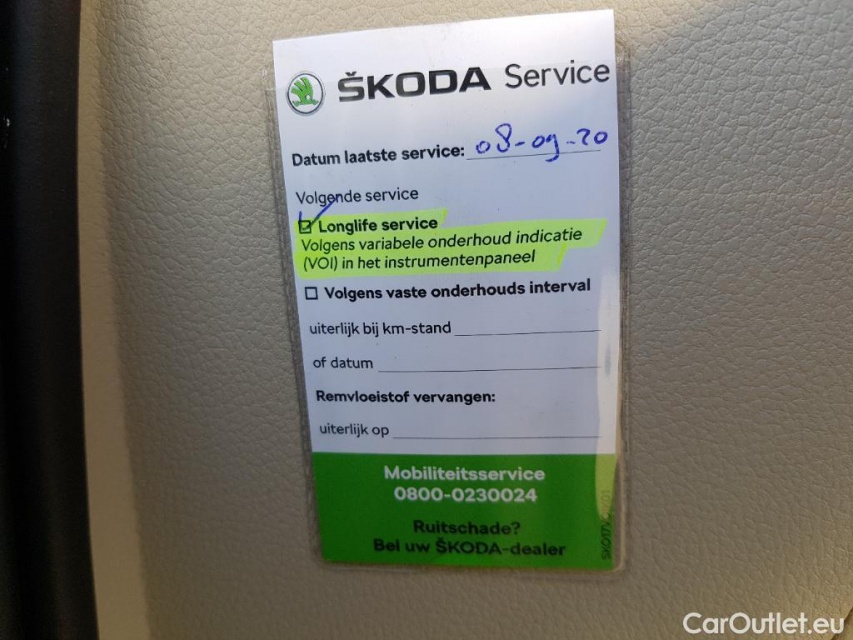 ŠKODA Service
Datum laatste service: 08-09-20
Volgende service
Longlife service
Volgens variabele onderhoud indicatie
(VOI) in het instrumentenpaneel
Volgens vaste onderhouds interval
uiterlijk bij km-stand
of datum
Remvloeistof vervangen:
uiterlijk op
Mobiliteitsservice
0800-0230024
Ruitschade?
Bel uw ŠKODA-dealer
CarOutlet.eu